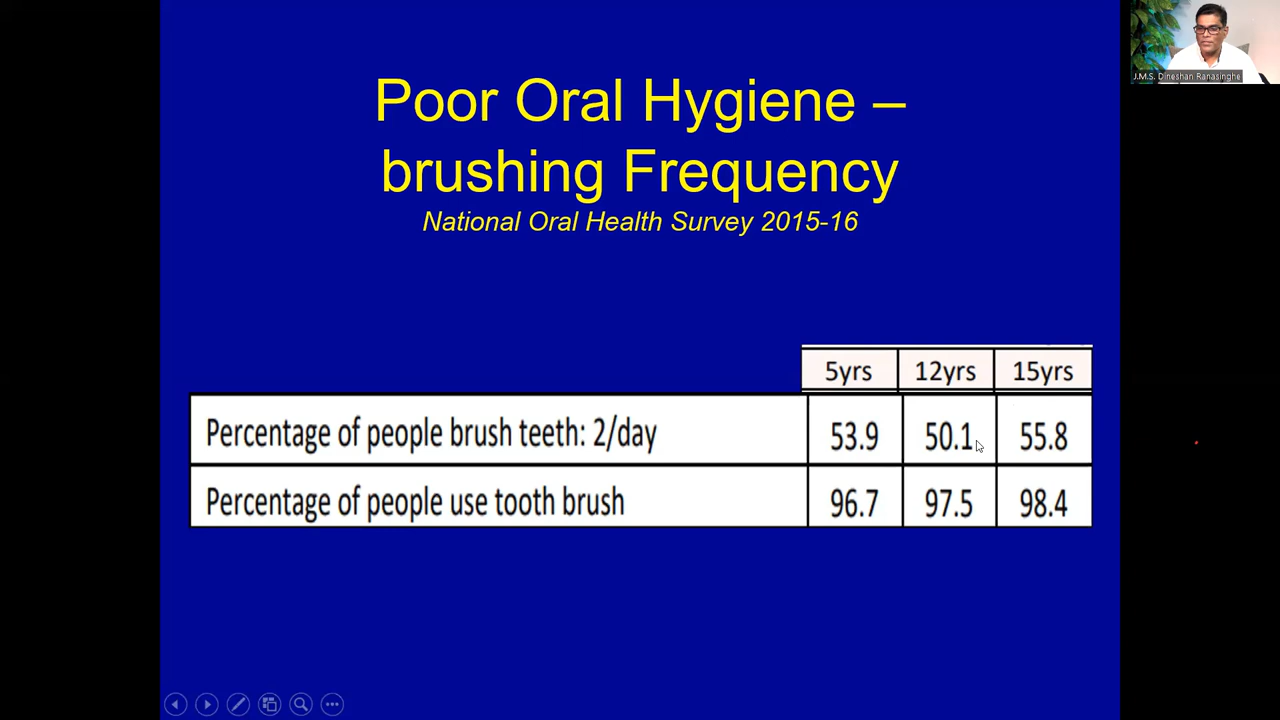 J.M.S. Dineshan Ranasinghe
Poor Oral Hygiene –
brushing Frequency
National Oral Health Survey 2015-16
5yrs 12yrs 15yrs
Percentage of people brush teeth: 2/day 53.9 50.1 55.8
Percentage of people use tooth brush 96.7 97.5 98.4